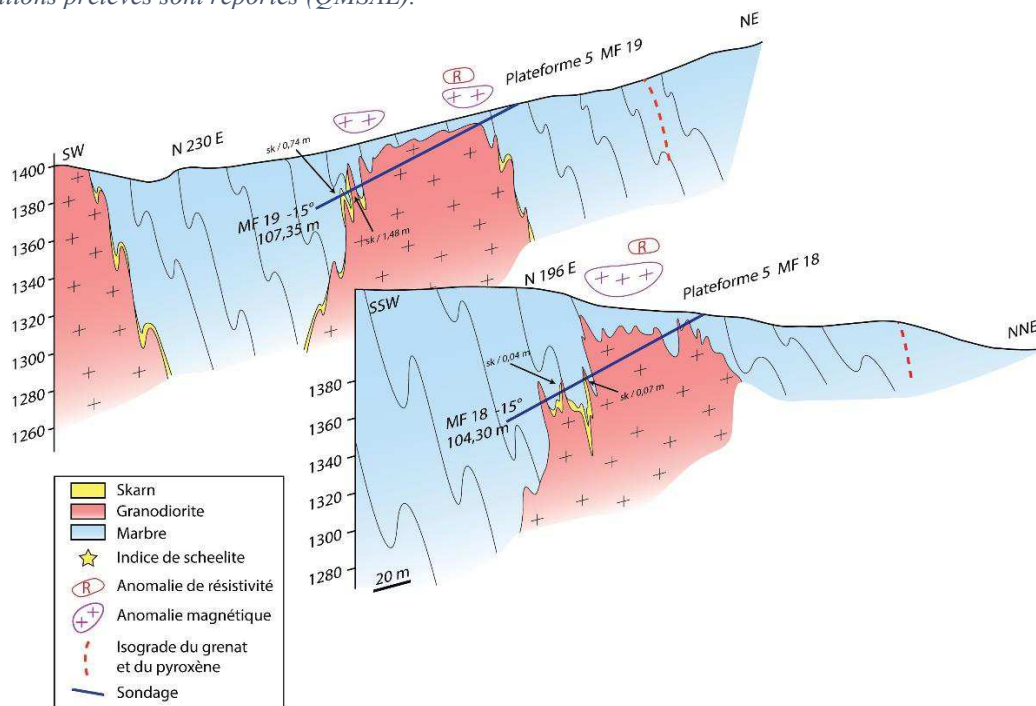 ations prélevés sont reportés (QMSAL).
NE
R
Plateforme 5 MF 19
N 230 E
SW
sk / 0,74 m
1400
1380
MF 19 -15°
107,35 m
sk / 1,48 m
1360
1340
1320
1300
1280
1260
R
N 196 E
Plateforme 5 MF 18
SSW
NNE
sk / 0,04 m
sk / 0,07 m
1380
MF 18 -15°
104,30 m
1360
1340
1320
1300
1280
20 m
Skarn
Granodiorite
Marbre
Indice de scheelite
R
Anomalie de résistivité
Anomalie magnétique
Isograde du grenat
et du pyroxène
Sondage